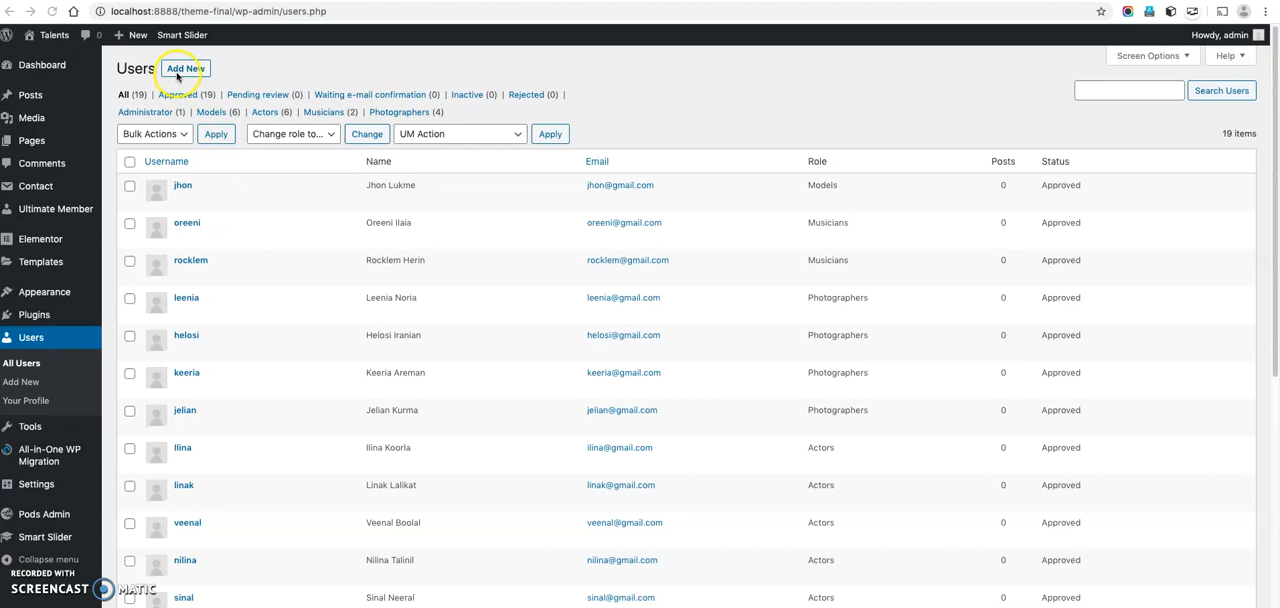 localhost:8888/theme-final/wp-admin/users.php
Talents 0 + New Smart Slider Howdy, admin
Dashboard
Posts
Media
Pages
Comments
Contact
Ultimate Member
Elementor
Templates
Appearance
Plugins
Users
All Users
Add New
Your Profile
Tools
All-in-One WP
Migration
Settings
Pods Admin
Smart Slider
Collapse menu
RECORDED WITH
SCREENCAST MATIC
Screen Options Help
Users Add New
All (19) | Approved (19) | Pending review (0) | Waiting e-mail confirmation (0) | Inactive (0) | Rejected (0) |
Administrator (1) | Models (6) | Actors (6) | Musicians (2) | Photographers (4)
Search Users
Bulk Actions Apply Change role to... Change UM Action Apply 19 items
Username Name Email Role Posts Status
jhon Jhon Lukme jhon@gmail.com Models 0 Approved
oreeni Oreeni Ilaia oreeni@gmail.com Musicians 0 Approved
rocklem Rocklem Herin rocklem@gmail.com Musicians 0 Approved
leenia Leenia Noria leenia@gmail.com Photographers 0 Approved
helosi Helosi Iranian helosi@gmail.com Photographers 0 Approved
keeria Keeria Areman keeria@gmail.com Photographers 0 Approved
jelian Jelian Kurma jelian@gmail.com Photographers 0 Approved
Ilina Ilina Koorla ilina@gmail.com Actors 0 Approved
linak Linak Lalikat linak@gmail.com Actors 0 Approved
veenal Veenal Boolal veenal@gmail.com Actors 0 Approved
nilina Nilina Talinil nilina@gmail.com Actors 0 Approved
sinal Sinal Neeral sinal@gmail.com Actors 0 Approved